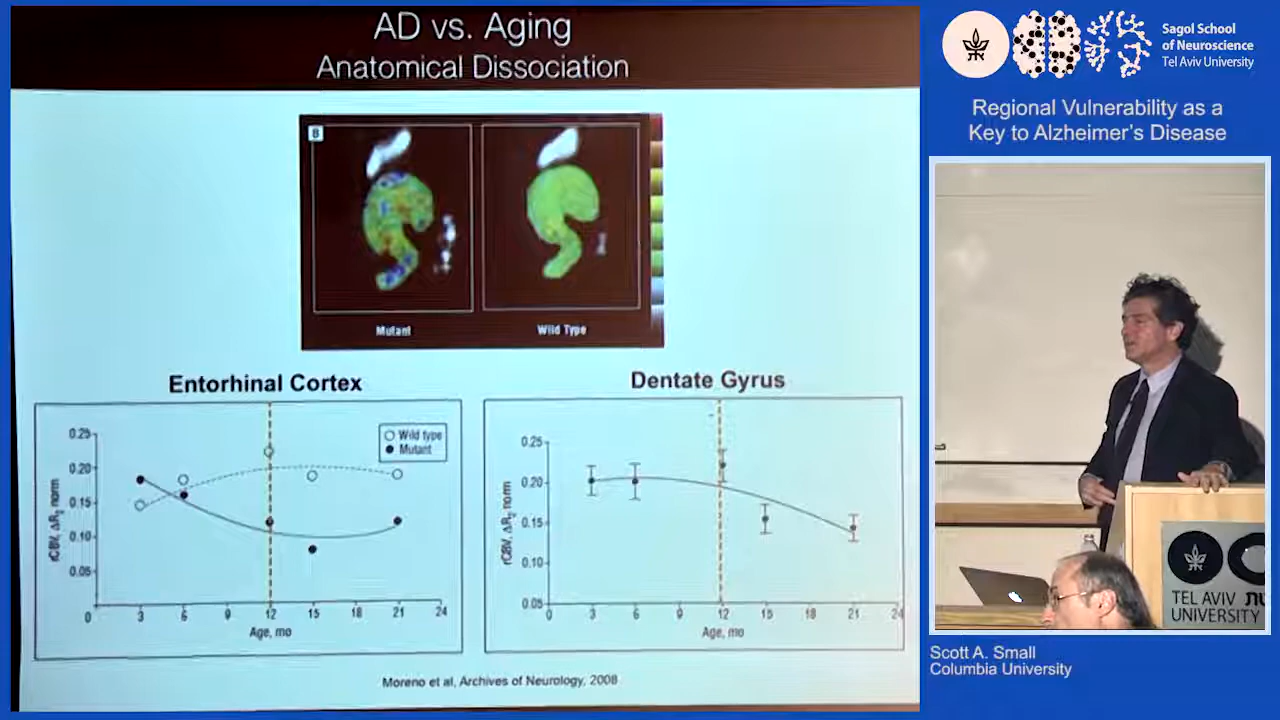 AD vs. Aging
Anatomical Dissociation
B
Mutant
Wild Type
Entorhinal Cortex
Wild type
Mutant
0.25
0.20
0.15
0.10
0.05
rCBV, ΔR₂ norm
0
3
6
9
12
15
21
24
Age, mo
Dentate Gyrus
0.25
0.20
0.15
0.10
0.05
rCBV, ΔR₂ norm
0
3
6
9
12
15
21
24
Age, mo
Moreno et al, Archives of Neurology, 2008
Sagol School
of Neuroscience
Tel Aviv University
Regional Vulnerability as a
Key to Alzheimer's Disease
TEL AVIV
UNIVERSITY
Scott A. Small
Columbia University